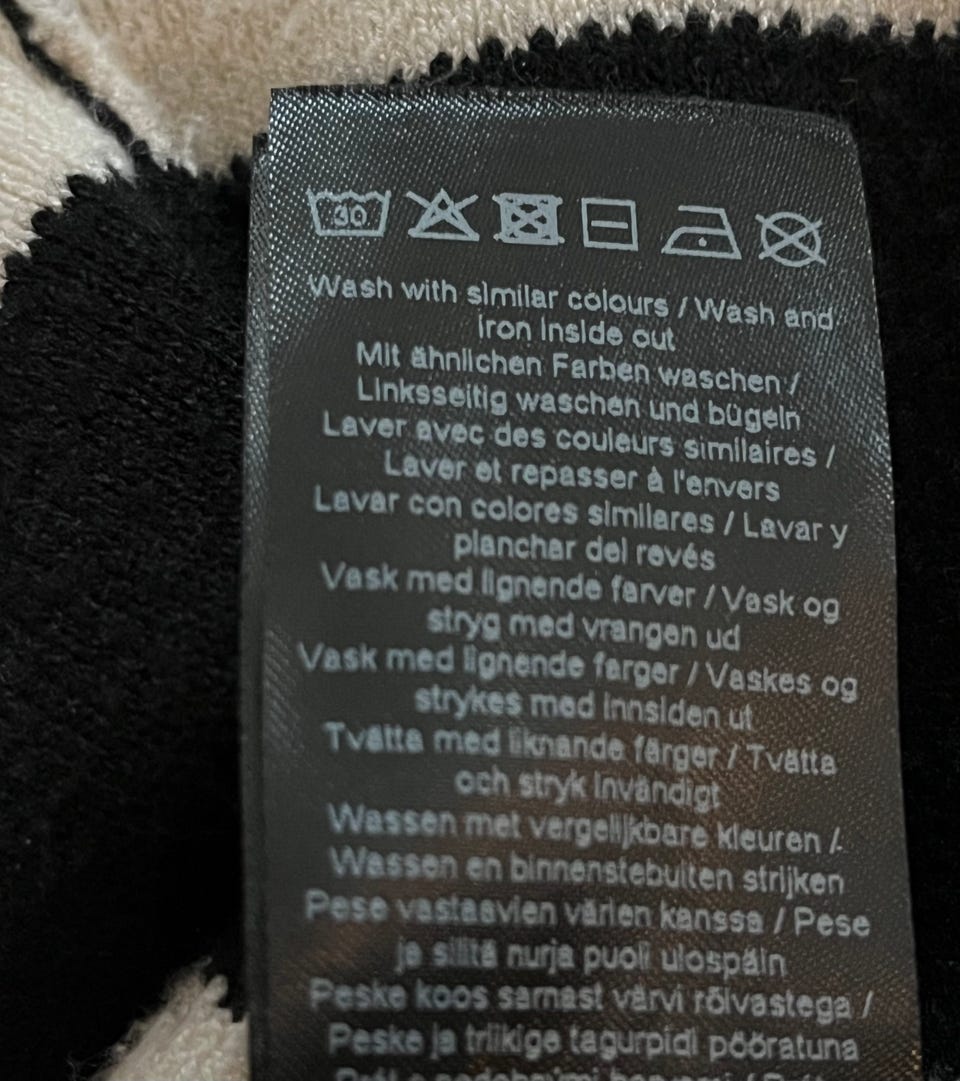 30
Wash with similar colours / Wash and
iron inside out
Mit ähnlichen Farben waschen /
Linksseitig waschen und bügeln
Laver avec des couleurs similaires /
Laver et repasser à l'envers
Lavar con colores similares / Lavar y
planchar del revés
Vask med lignende farver / Vask og
stryg med vrangen ud
Vask med lignende farger / Vaskes og
strykes med innsiden ut
Tvätta med liknande färger / Tvätta
och stryk invändigt
Wassen met vergelijkbare kleuren /
Wassen en binnenstebuiten strijken
Pese vastaavien värien kanssa / Pese
ja silitä nurja puoli ulospäin
Peske koos samast värvi rõivastega /
Peske ja triikige tagurpidi pööratuna